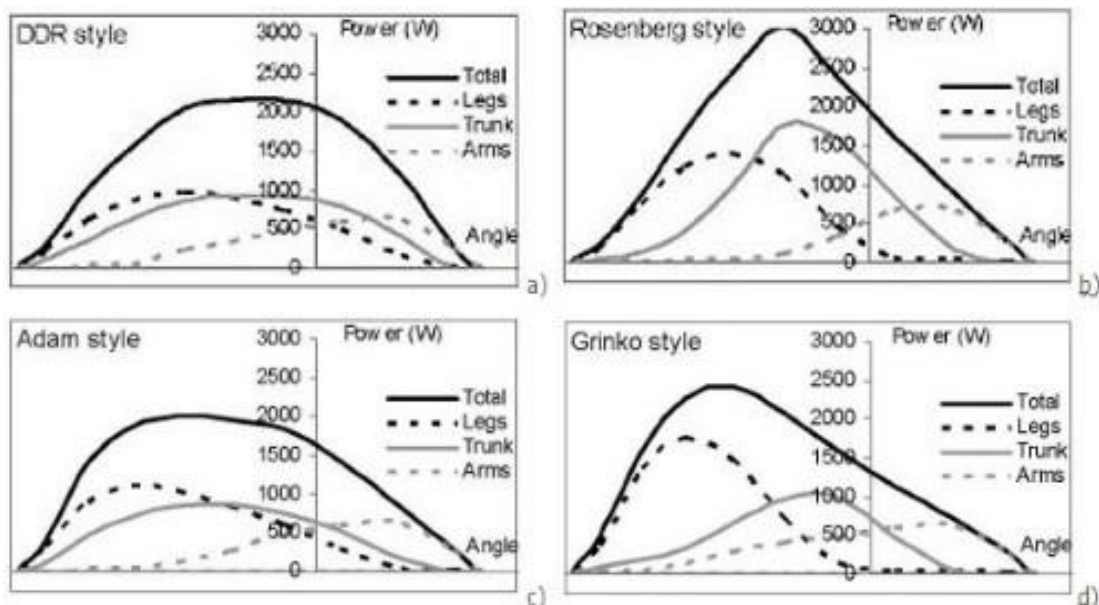 DDR style
Power (W)
3000
2500
2000
1500
1000
500
0
Total
Legs
Trunk
Arms
Angle
a)
Rosenberg style
Power (W)
3000
2500
2000
1500
1000
500
0
Total
Legs
Trunk
Arms
Angle
b)
Adam style
Power (W)
3000
2500
2000
1500
1000
500
0
Total
Legs
Trunk
Arms
Angle
c)
Grinko style
Power (W)
3000
2500
2000
1500
1000
500
0
Total
Legs
Trunk
Arms
Angle
d)